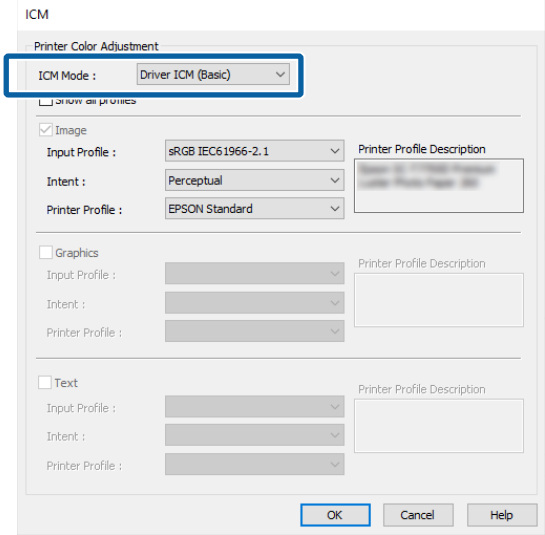 ICM
Printer Color Adjustment
ICM Mode : Driver ICM (Basic)
Show all profiles
Image
Input Profile : sRGB IEC61966-2.1 Printer Profile Description
Intent : Perceptual
Printer Profile : EPSON Standard
Graphics
Input Profile : Printer Profile Description
Intent :
Printer Profile :
Text
Input Profile : Printer Profile Description
Intent :
Printer Profile :
OK Cancel Help